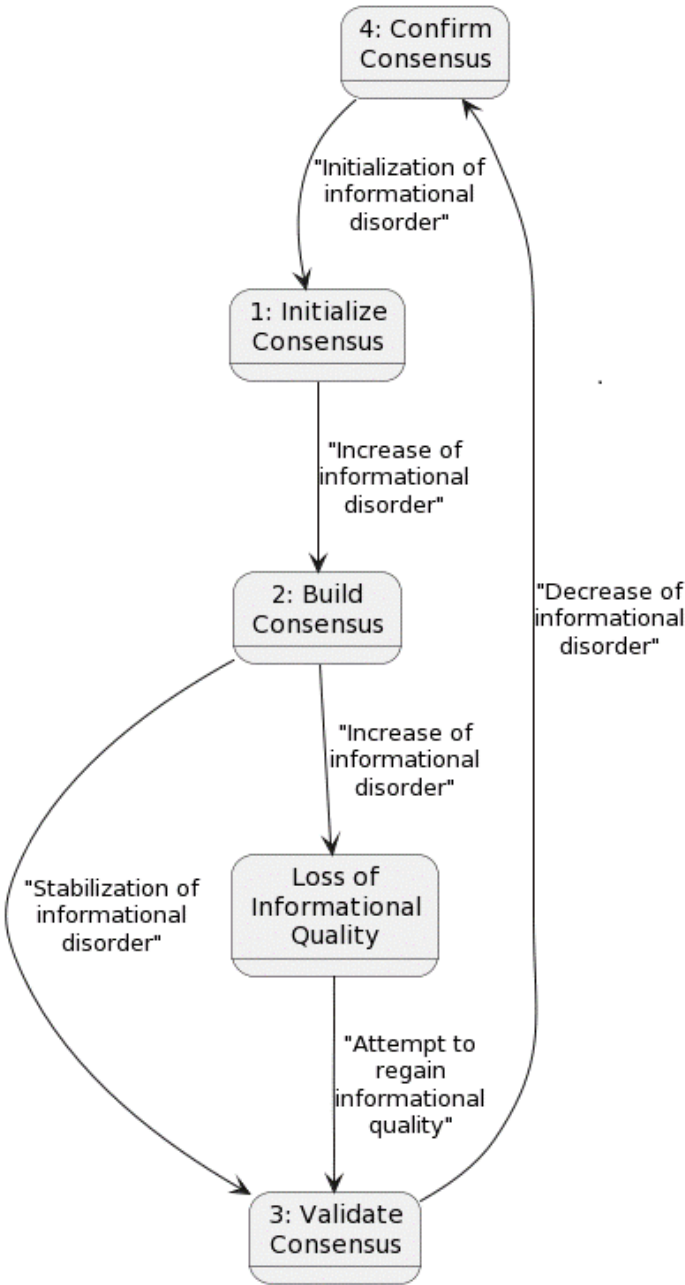 4: Confirm
Consensus
"Initialization of
informational
disorder"
1: Initialize
Consensus
"Increase of
informational
disorder"
2: Build
Consensus
"Decrease of
informational
disorder"
"Increase of
informational
disorder"
"Stabilization of
informational
disorder"
Loss of
Informational
Quality
"Attempt to
regain
informational
quality"
3: Validate
Consensus